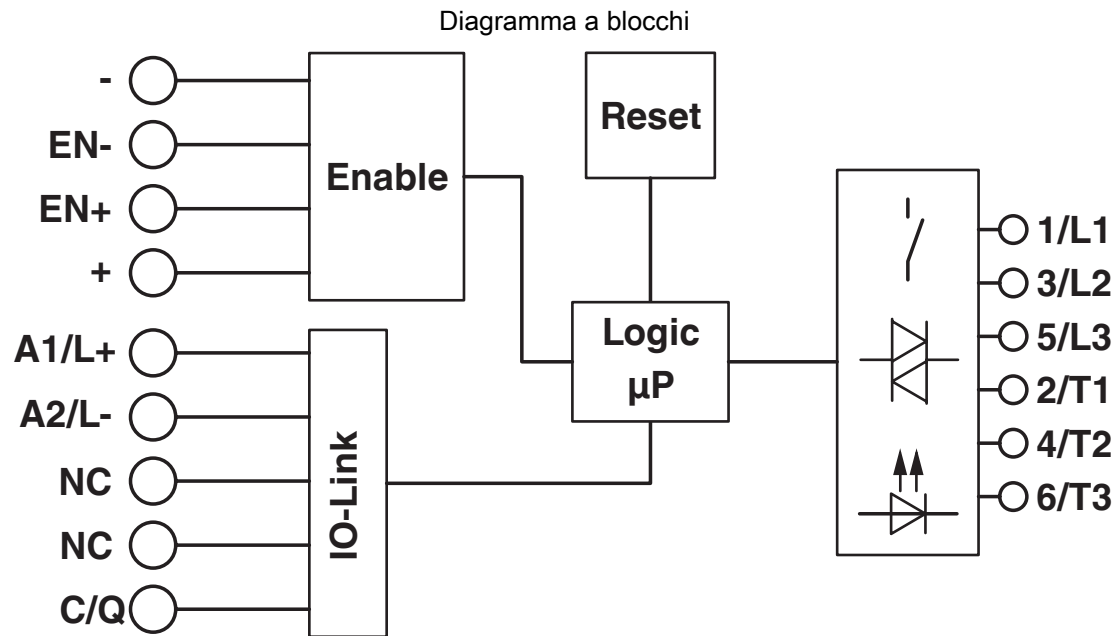 Diagramma a blocchi
-
EN-
EN+
+
Enable
Reset
A1/L+
A2/L-
NC
NC
C/Q
IO-Link
Logic
µP
1/L1
3/L2
5/L3
2/T1
4/T2
6/T3